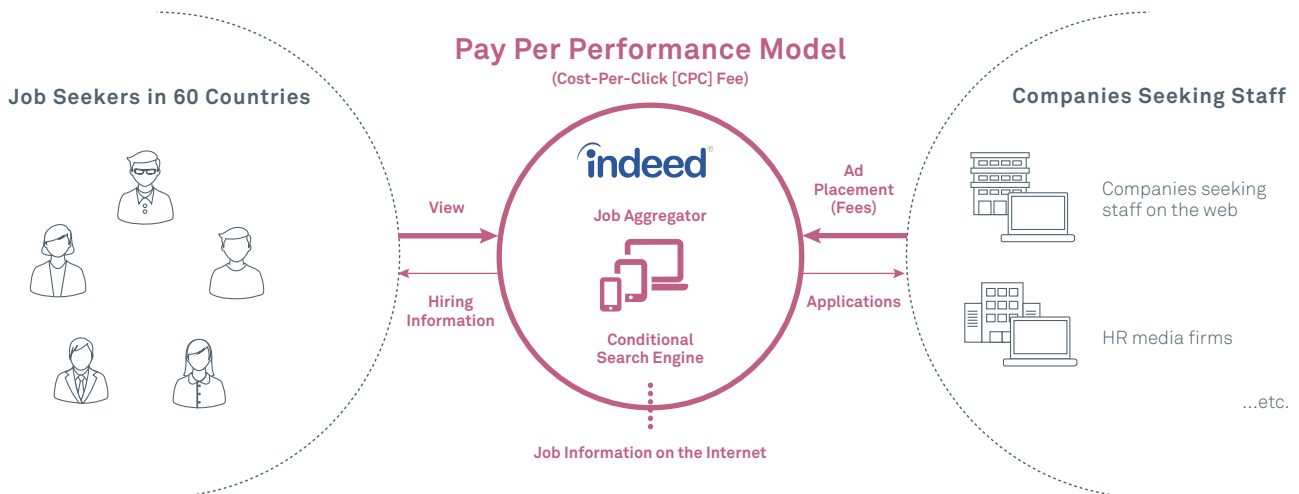 Pay Per Performance Model
(Cost-Per-Click [CPC] Fee)
Job Seekers in 60 Countries
Companies Seeking Staff
indeed®
Job Aggregator
Conditional
Search Engine
View
Hiring
Information
Ad
Placement
(Fees)
Applications
Companies seeking
staff on the web
HR media firms
...etc.
Job Information on the Internet